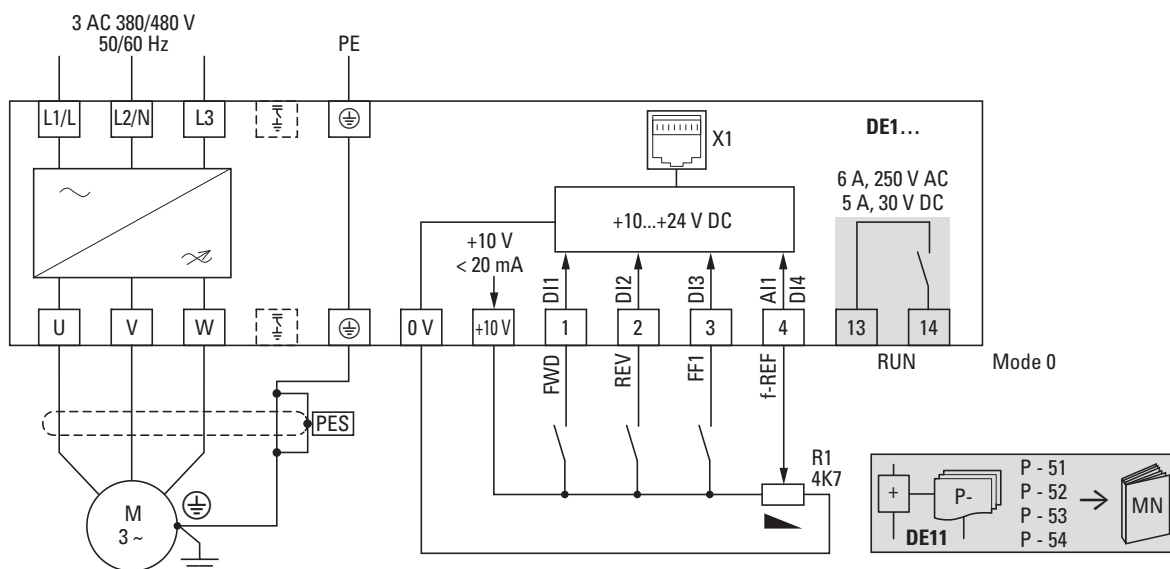 3 AC 380/480 V
50/60 Hz
PE
L1/L
L2/N
L3
X1
DE1…
6 A, 250 V AC
5 A, 30 V DC
+10...+24 V DC
+10 V
< 20 mA
DI1
DI2
DI3
AI1
DI4
U
V
W
0 V
+10 V
1
2
3
4
13
14
FWD
REV
FF1
f-REF
RUN
Mode 0
PES
R1
4K7
M
3 ~
+
P-
DE11
P - 51
P - 52
P - 53
P - 54
MN